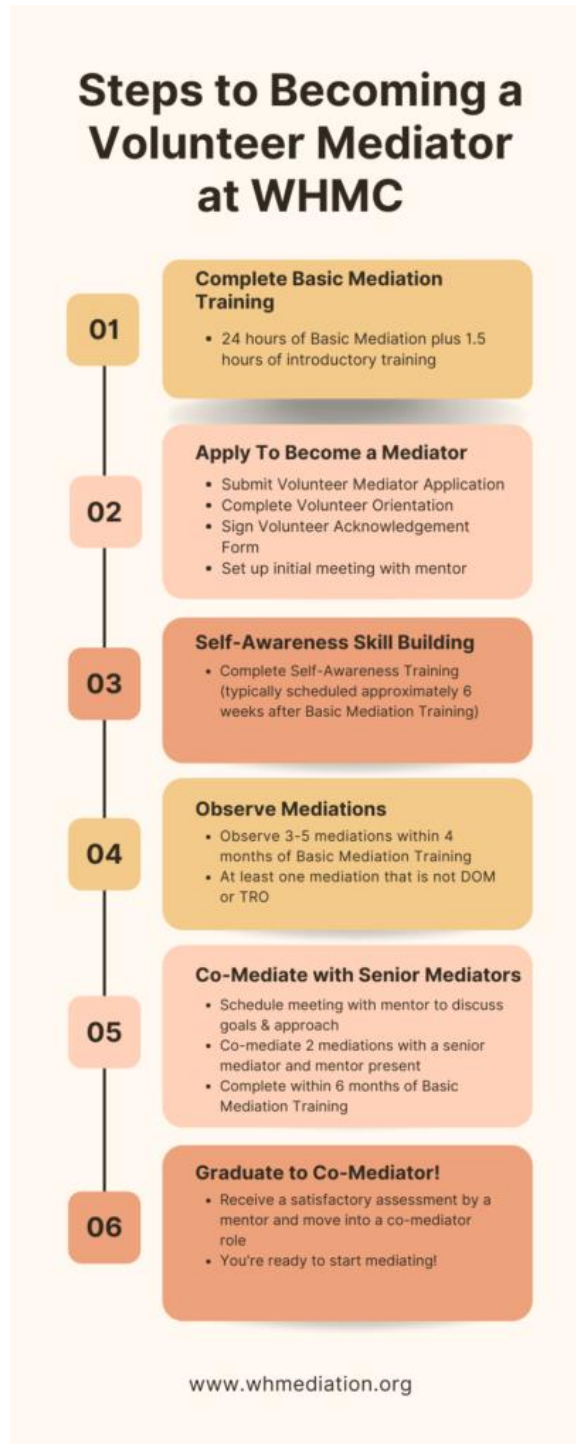 Steps to Becoming a
Volunteer Mediator
at WHMC
01
Complete Basic Mediation
Training
• 24 hours of Basic Mediation plus 1.5
hours of introductory training
02
Apply To Become a Mediator
• Submit Volunteer Mediator Application
• Complete Volunteer Orientation
• Sign Volunteer Acknowledgement
Form
• Set up initial meeting with mentor
03
Self-Awareness Skill Building
• Complete Self-Awareness Training
(typically scheduled approximately 6
weeks after Basic Mediation Training)
04
Observe Mediations
• Observe 3-5 mediations within 4
months of Basic Mediation Training
• At least one mediation that is not DOM
or TRO
05
Co-Mediate with Senior Mediators
• Schedule meeting with mentor to discuss
goals & approach
• Co-mediate 2 mediations with a senior
mediator and mentor present
• Complete within 6 months of Basic
Mediation Training
06
Graduate to Co-Mediator!
• Receive a satisfactory assessment by a
mentor and move into a co-mediator
role
• You're ready to start mediating!
www.whmediation.org